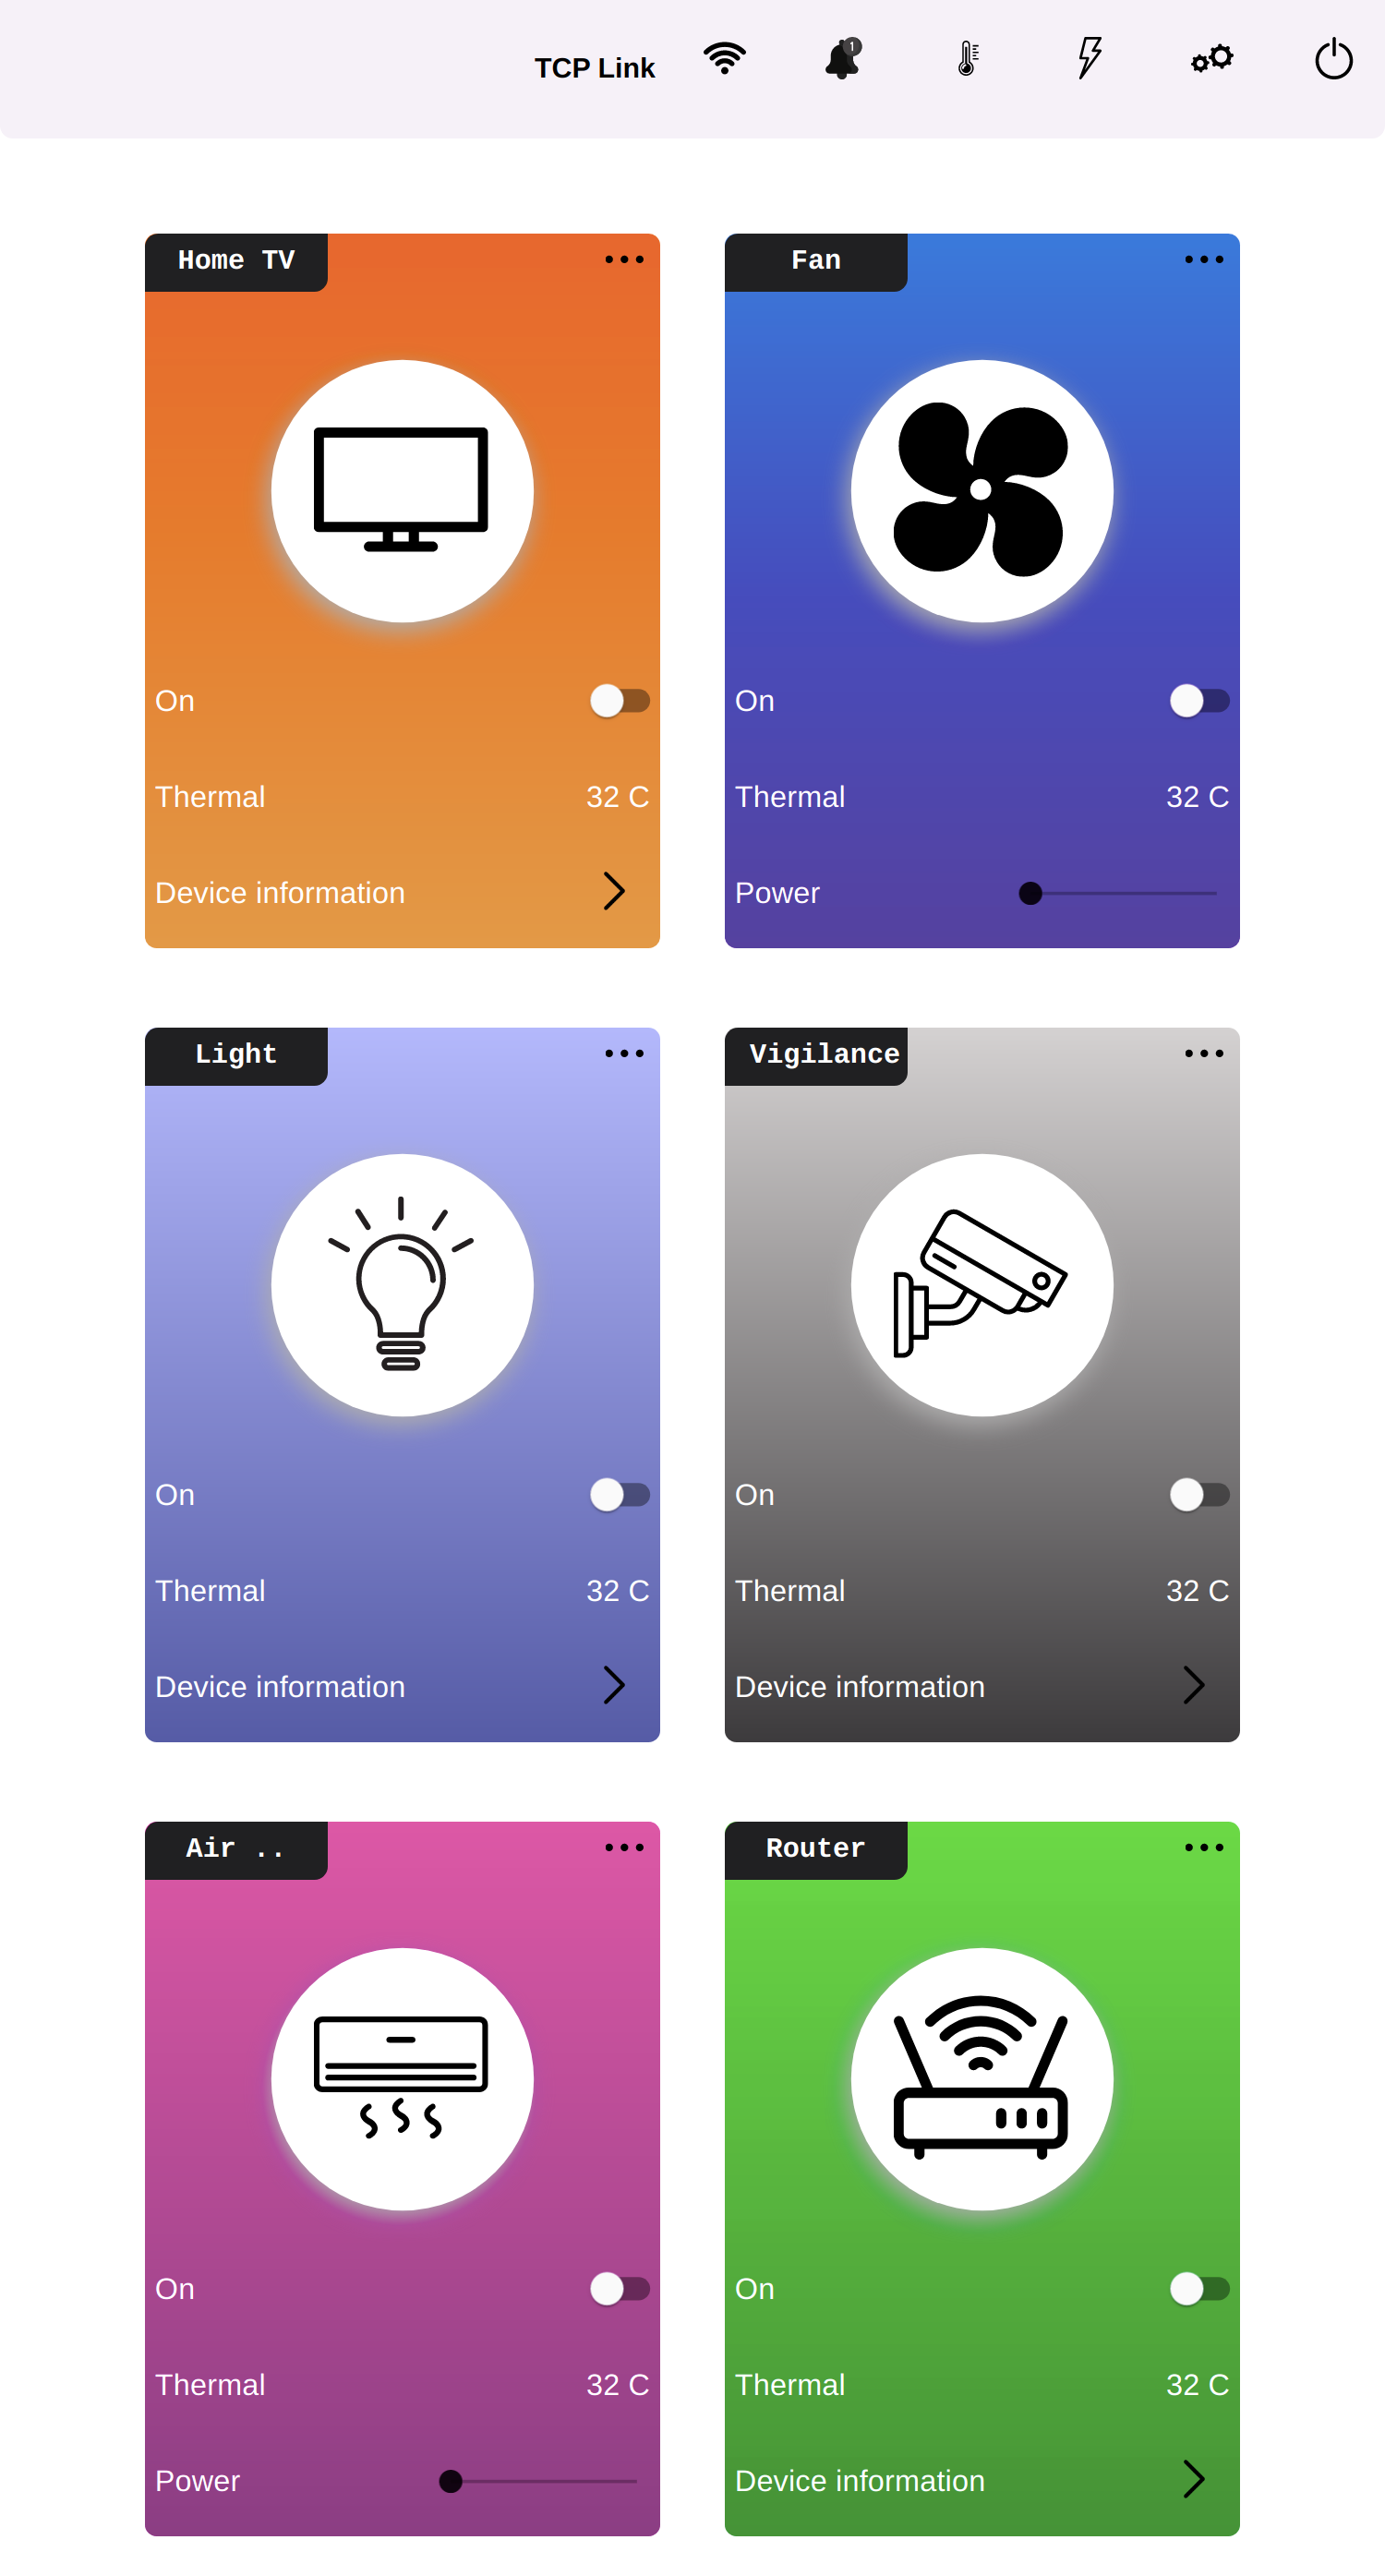 TCP Link
1
Home TV
On
Thermal 32 C
Device information
Fan
On
Thermal 32 C
Power
Light
On
Thermal 32 C
Device information
Vigilance
On
Thermal 32 C
Device information
Air ..
On
Thermal 32 C
Power
Router
On
Thermal 32 C
Device information